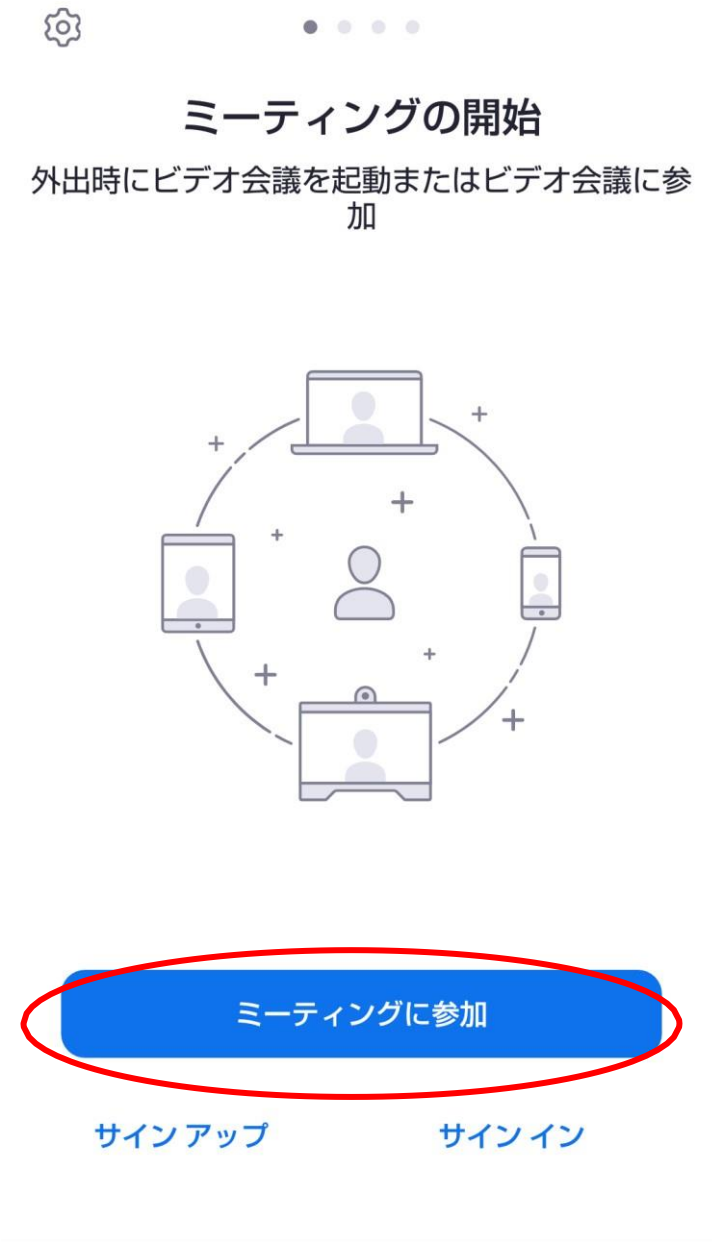 ミーティングの開始
外出時にビデオ会議を起動またはビデオ会議に参
加
ミーティングに参加
サイン アップ
サイン イン